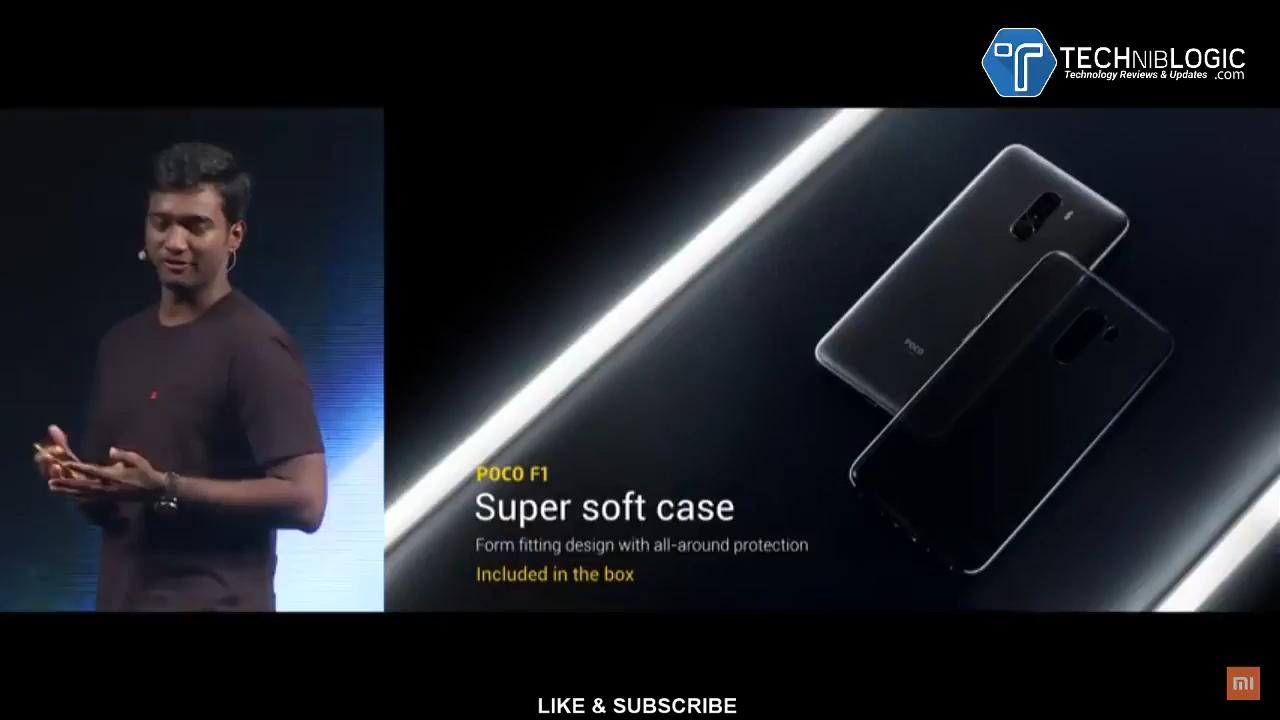 TECHNIBLOGIC
Technology Reviews & Updates .com
POCO
POCO F1
Super soft case
Form fitting design with all-around protection
Included in the box
MI
LIKE & SUBSCRIBE